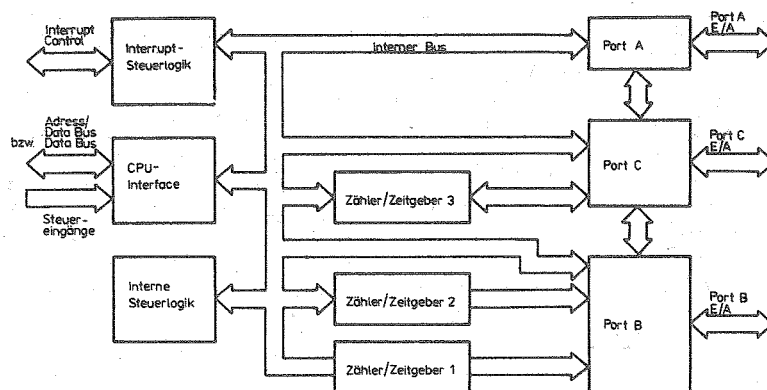 Interrupt
Control
Interrupt-
Steuerlogik
Interner Bus
Port A
Port A
E/A
Adress/
Data Bus
bzw. Data Bus
CPU-
Interface
Steuer-
eingänge
Port C
Port C
E/A
Zähler/Zeitgeber 3
Interne
Steuerlogik
Zähler/Zeitgeber 2
Port B
Port B
E/A
Zähler/Zeitgeber 1